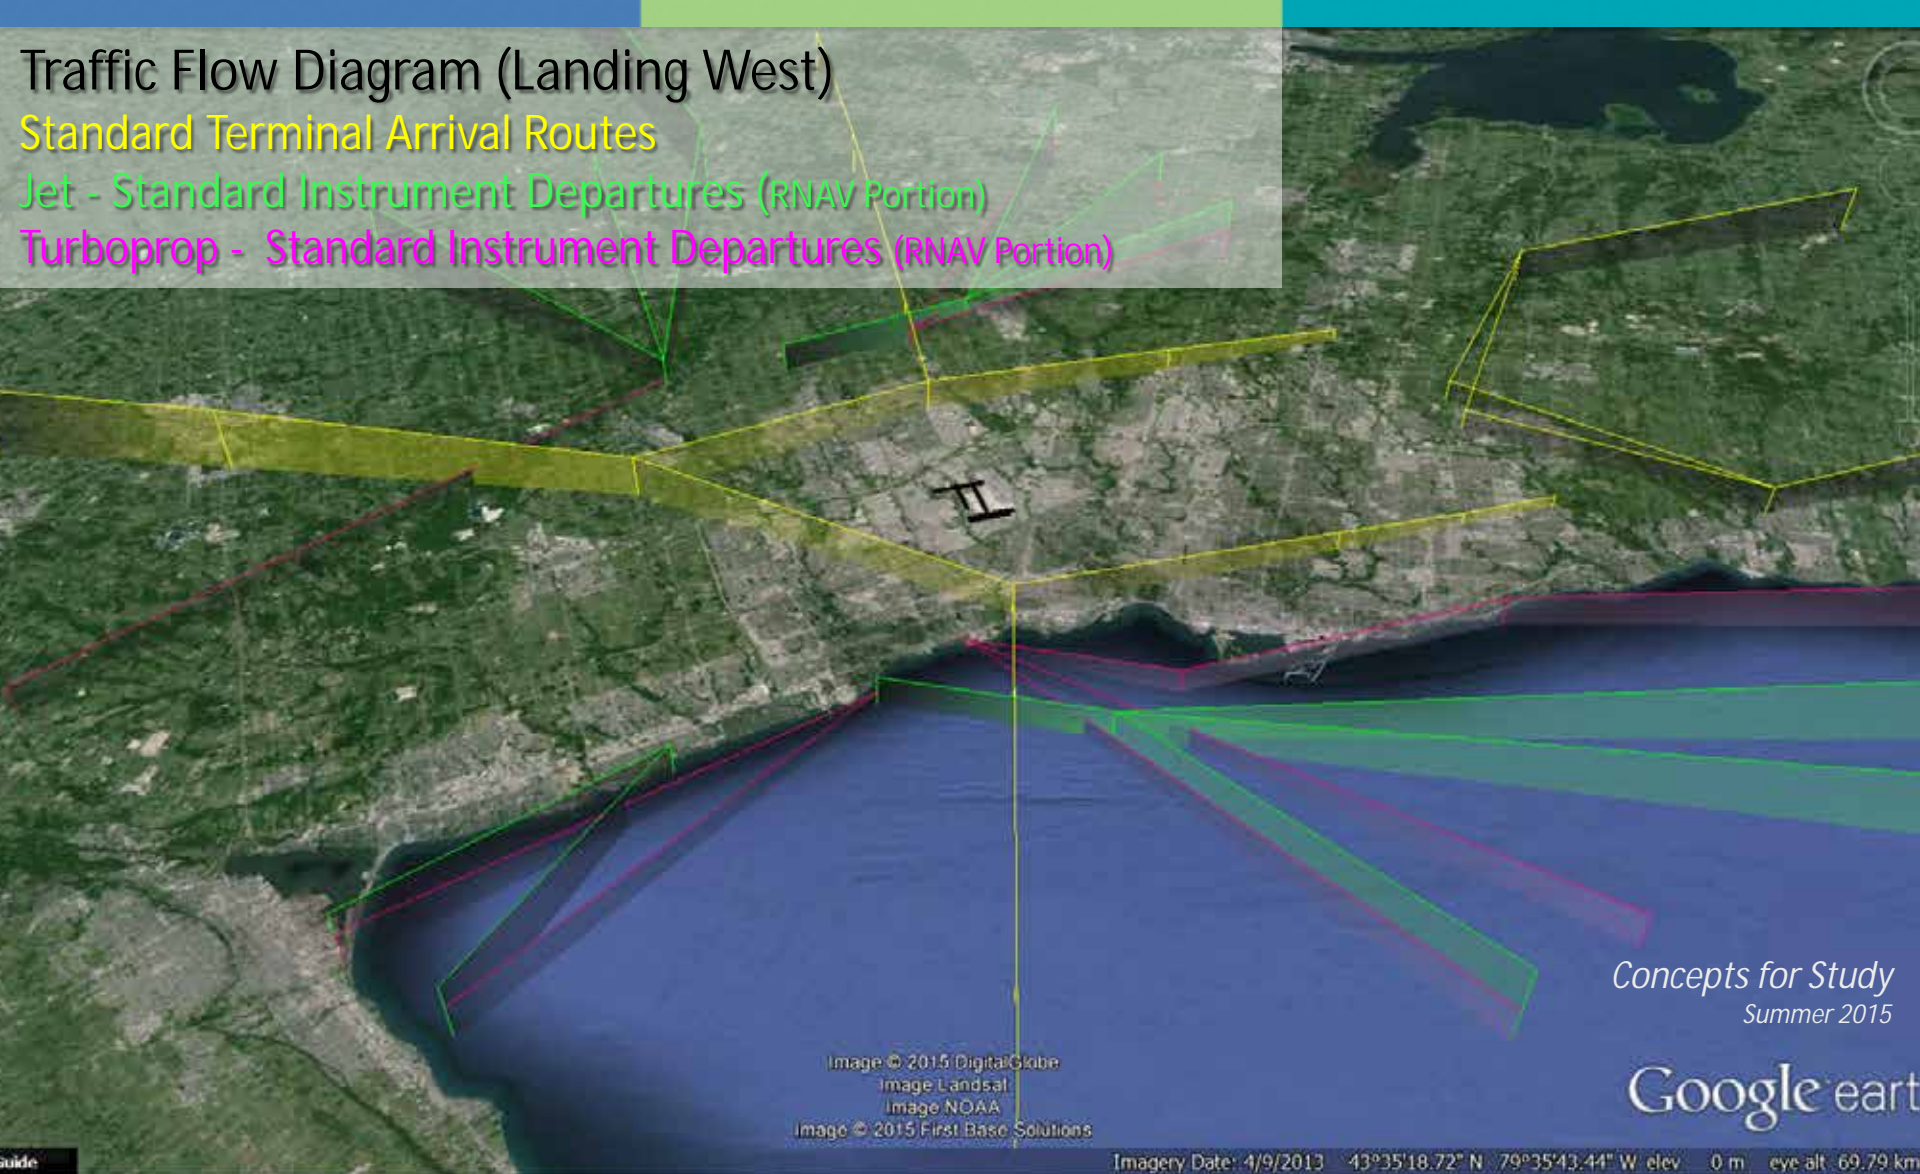 Traffic Flow Diagram (Landing West)
Standard Terminal Arrival Routes
Jet - Standard Instrument Departures (RNAV Portion)
Turboprop - Standard Instrument Departures (RNAV Portion)
Concepts for Study
Summer 2015
Image © 2015 DigitalGlobe
Image Landsat
Image NOAA
Image © 2015 First Base Solutions
Google eart
Guide
Imagery Date: 4/9/2013 43°35'18.72" N 79°35'43.44" W elev 0 m eye alt 69.79 km